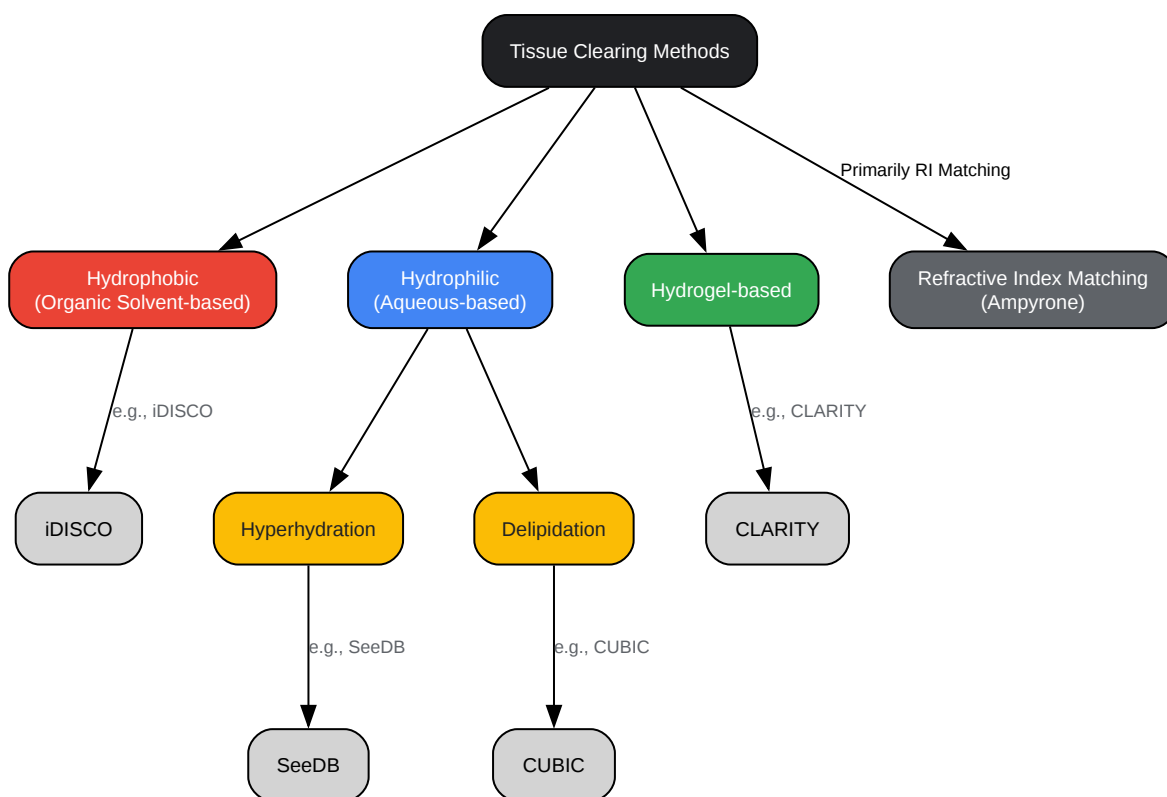 Tissue Clearing Methods
Primarily RI Matching
Hydrophobic
(Organic Solvent-based)
Hydrophilic
(Aqueous-based)
Hydrogel-based
Refractive Index Matching
(Ampyrone)
e.g., iDISCO
e.g., CLARITY
iDISCO
Hyperhydration
Delipidation
CLARITY
e.g., SeeDB
e.g., CUBIC
SeeDB
CUBIC